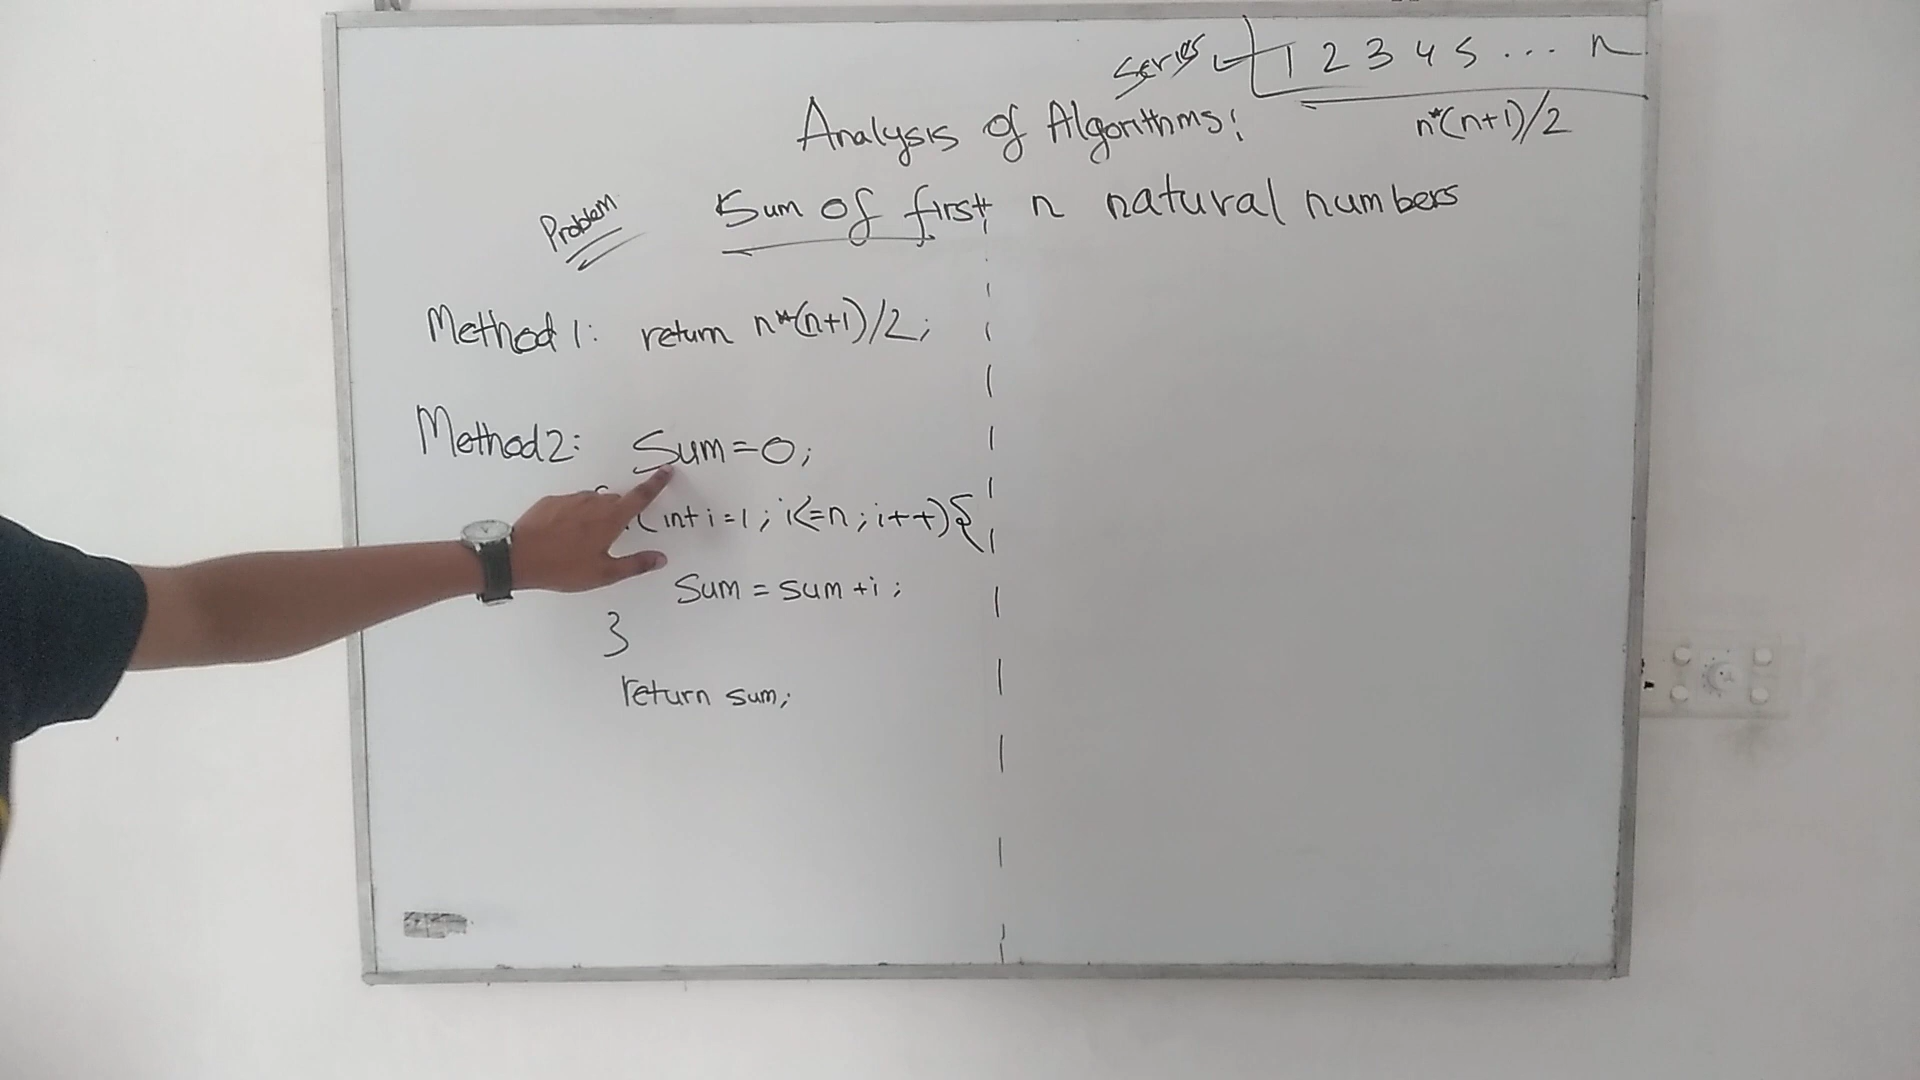 Series 1 2 3 4 5 ... n
n*(n+1)/2
Analysis of Algorithms:
Problem Sum of first n natural numbers
Method 1: return n*(n+1)/2;
Method 2: Sum=0;
(int i=1; i<=n; i++){
Sum = sum+i;
}
return sum;